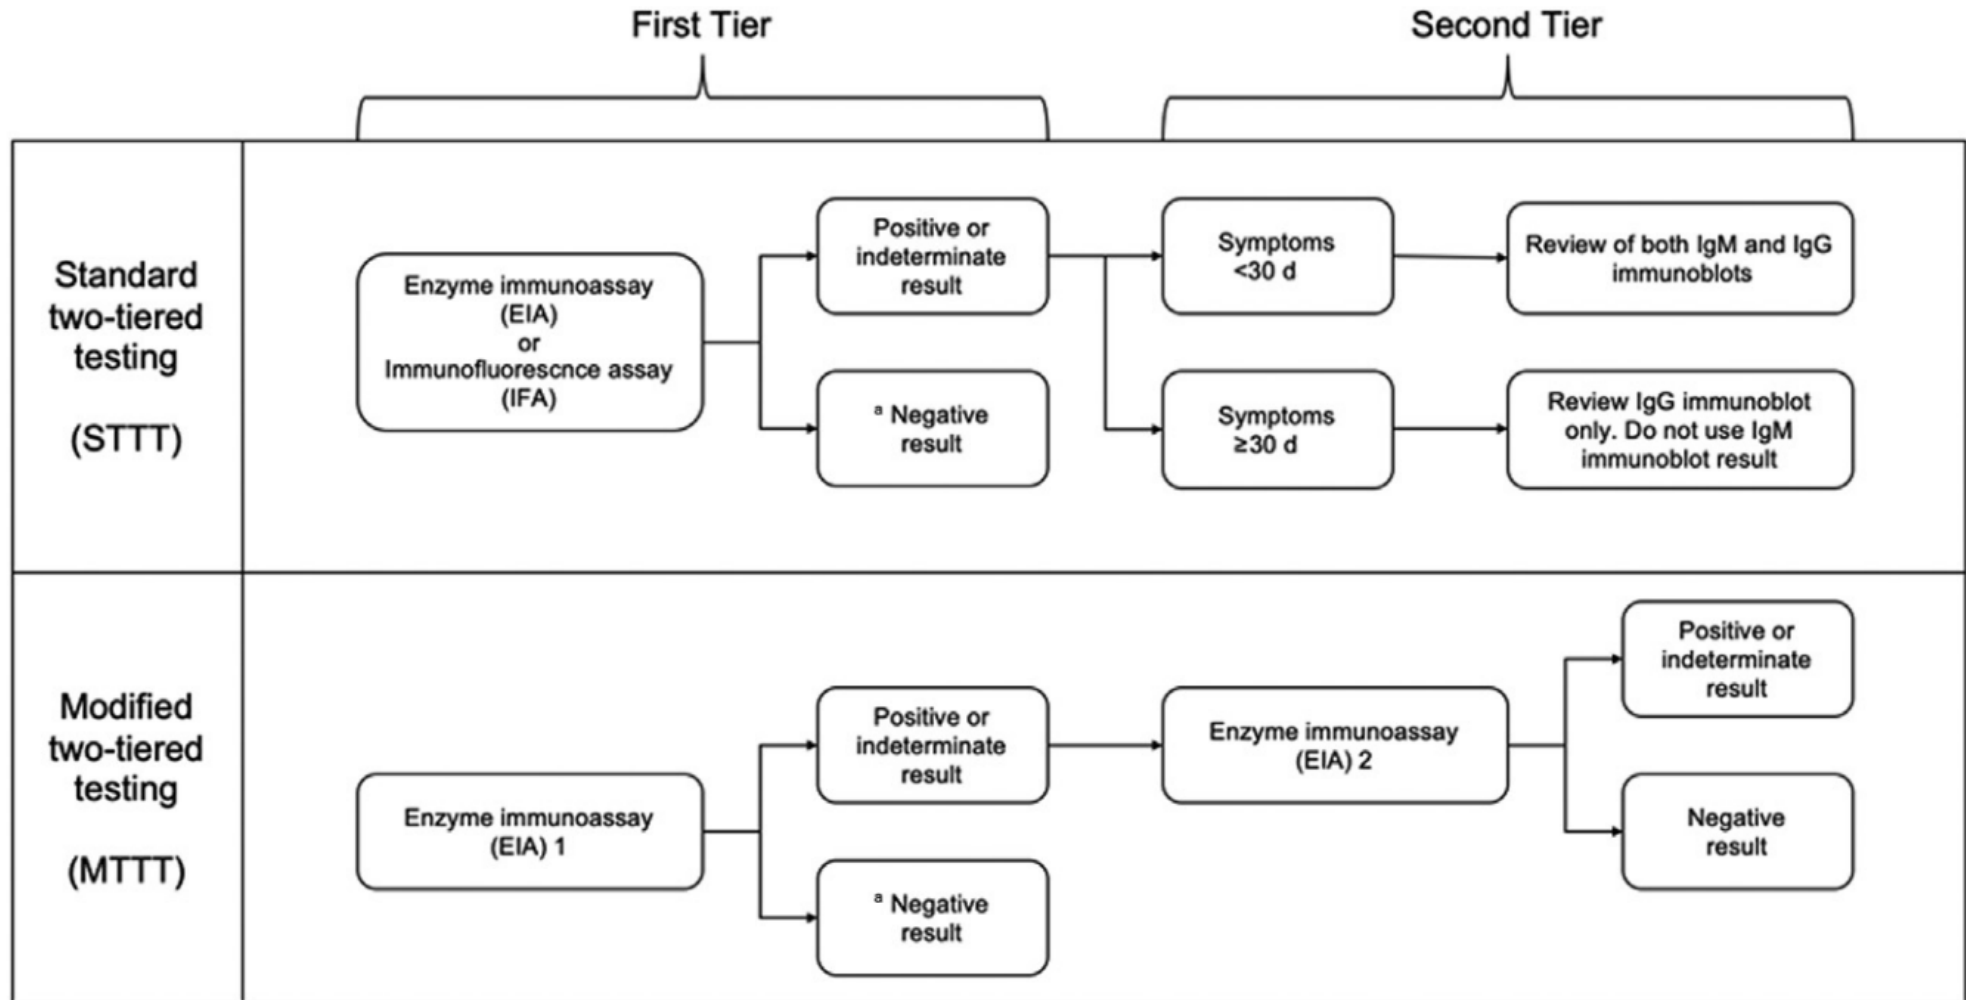 First Tier
Second Tier
Standard
two-tiered
testing
(STTT)
Enzyme immunoassay
(EIA)
or
Immunofluorescnce assay
(IFA)
Positive or
indeterminate
result
ᵃ Negative
result
Symptoms
<30 d
Review of both IgM and IgG
immunoblots
Symptoms
≥30 d
Review IgG immunoblot
only. Do not use IgM
immunoblot result
Modified
two-tiered
testing
(MTTT)
Enzyme immunoassay
(EIA) 1
Positive or
indeterminate
result
ᵃ Negative
result
Enzyme immunoassay
(EIA) 2
Positive or
indeterminate
result
Negative
result